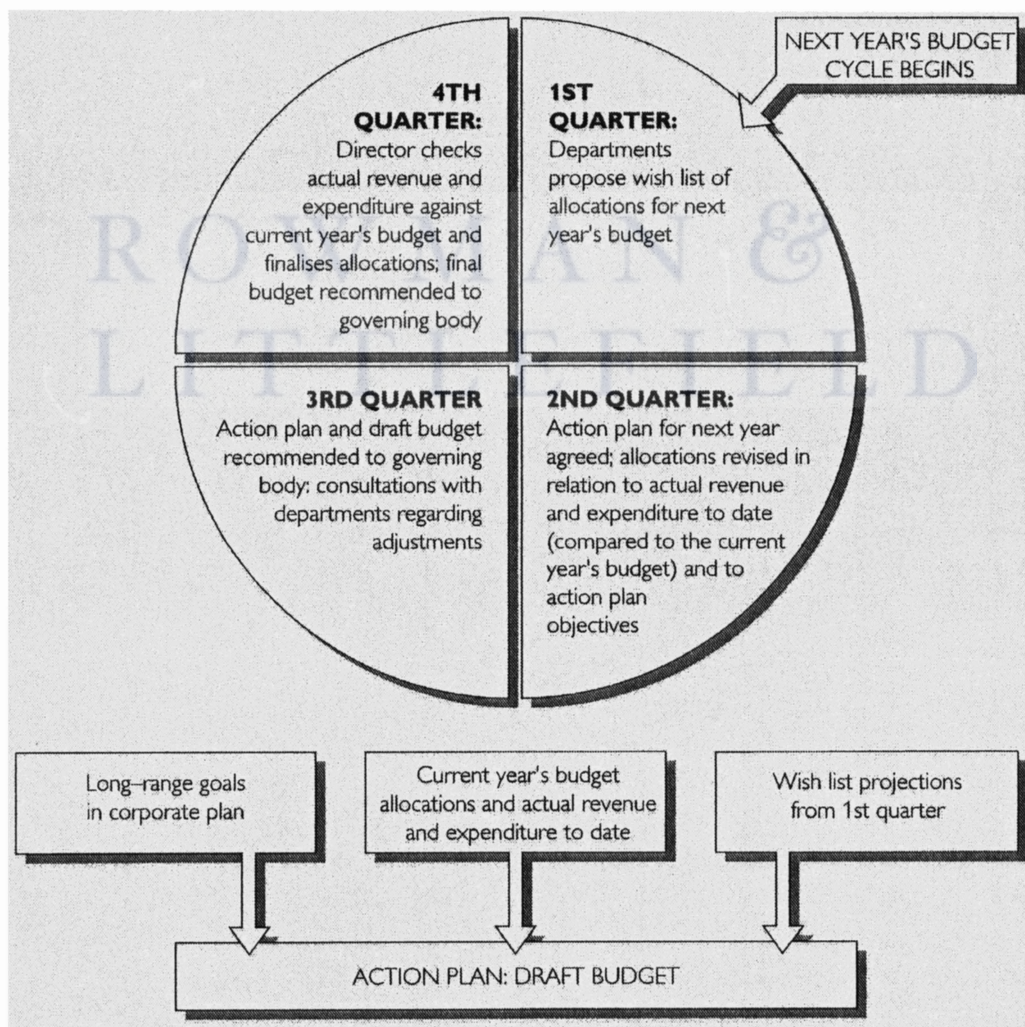 NEXT YEAR'S BUDGET
CYCLE BEGINS
1ST
QUARTER:
Departments
propose wish list of
allocations for next
year's budget
2ND QUARTER:
Action plan for next year
agreed; allocations revised in
relation to actual revenue
and expenditure to date
(compared to the current
year's budget) and to
action plan
objectives
3RD QUARTER
Action plan and draft budget
recommended to governing
body: consultations with
departments regarding
adjustments
4TH
QUARTER:
Director checks
actual revenue and
expenditure against
current year's budget and
finalises allocations; final
budget recommended to
governing body
ROWMAN &
LITTLEFIELD
Long–range goals
in corporate plan
Current year's budget
allocations and actual revenue
and expenditure to date
Wish list projections
from 1st quarter
ACTION PLAN: DRAFT BUDGET